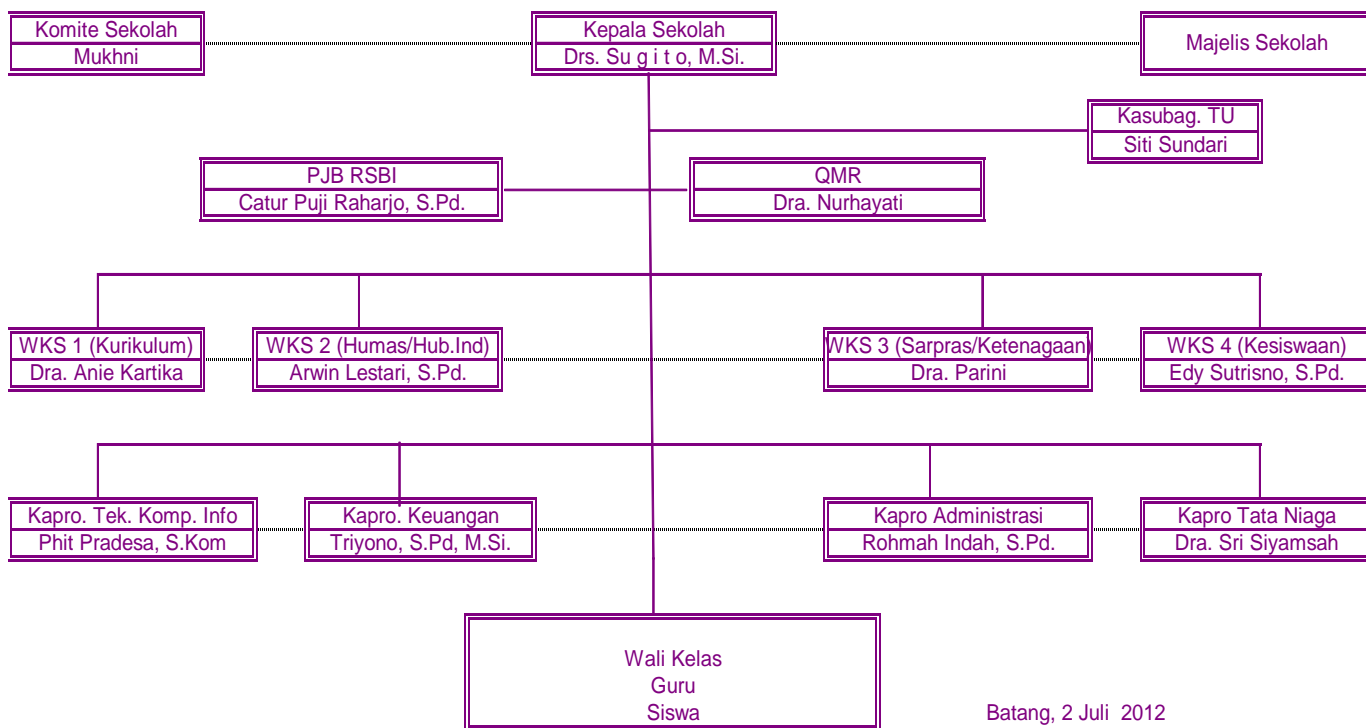 Komite Sekolah
Mukhni
Kepala Sekolah
Drs. Su g i t o, M.Si.
Majelis Sekolah
Kasubag. TU
Siti Sundari
PJB RSBI
Catur Puji Raharjo, S.Pd.
QMR
Dra. Nurhayati
WKS 1 (Kurikulum)
Dra. Anie Kartika
WKS 2 (Humas/Hub.Ind)
Arwin Lestari, S.Pd.
WKS 3 (Sarpras/Ketenagaan)
Dra. Parini
WKS 4 (Kesiswaan)
Edy Sutrisno, S.Pd.
Kapro. Tek. Komp. Info
Phit Pradesa, S.Kom
Kapro. Keuangan
Triyono, S.Pd, M.Si.
Kapro Administrasi
Rohmah Indah, S.Pd.
Kapro Tata Niaga
Dra. Sri Siyamsah
Wali Kelas
Guru
Siswa
Batang, 2 Juli 2012